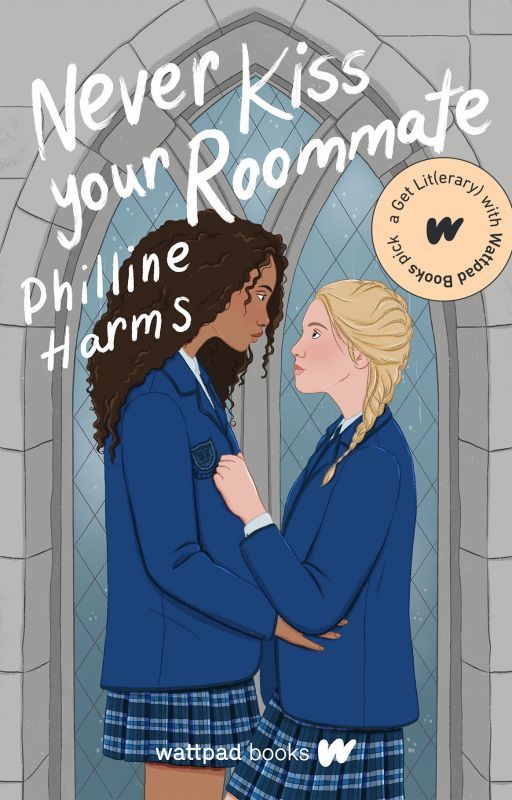 Never Kiss
your Roommate
Philline
Harms
a Get Lit(erary) with Wattpad Books pick
w
wattpad books w